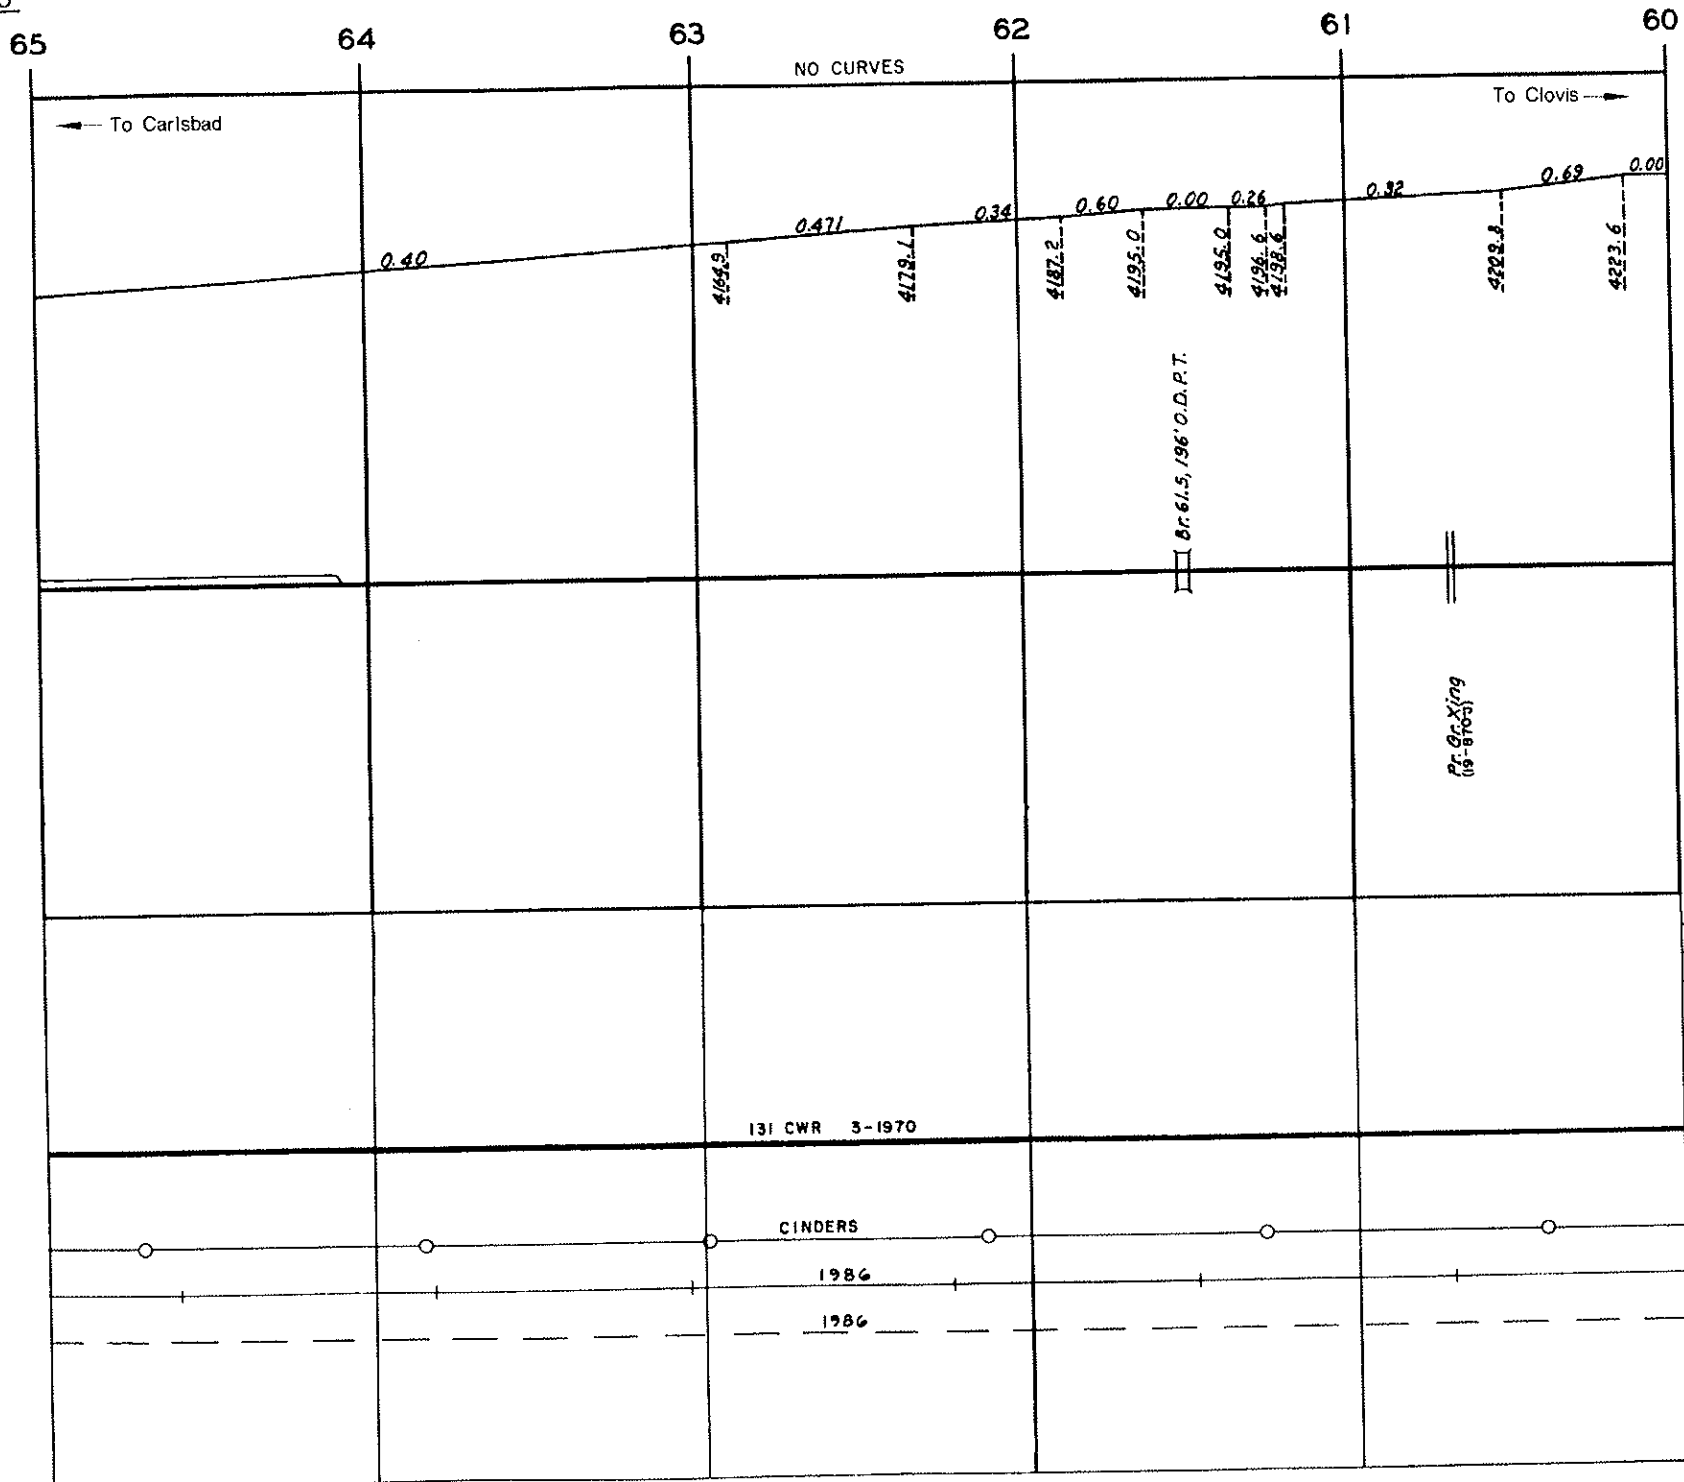 65 64 63 62 61 60
NO CURVES
To Carlsbad
To Clovis
0.40 0.471 0.34 0.60 0.00 0.26 0.32 0.69 0.00
4164.9 4179.1 4187.2 4195.0 4195.0 4196.6 4198.6 4209.8 4223.6
Br. 61.5, 196' O.D.P.T.
Pr. Gr. Xing
131 CWR 3-1970
CINDERS
1986
1986